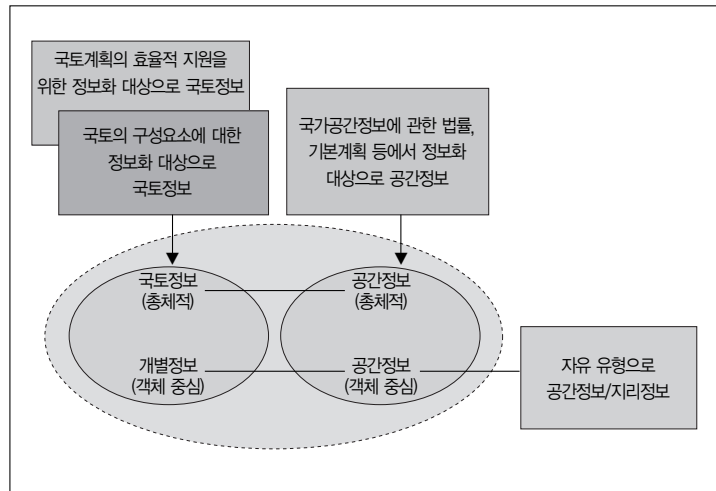 국토계획의 효율적 지원을
위한 정보화 대상으로 국토정보
국토의 구성요소에 대한
정보화 대상으로
국토정보
국가공간정보에 관한 법률,
기본계획 등에서 정보화
대상으로 공간정보
국토정보
(총체적)
공간정보
(총체적)
개별정보
(객체 중심)
공간정보
(객체 중심)
자유 유형으로
공간정보/지리정보